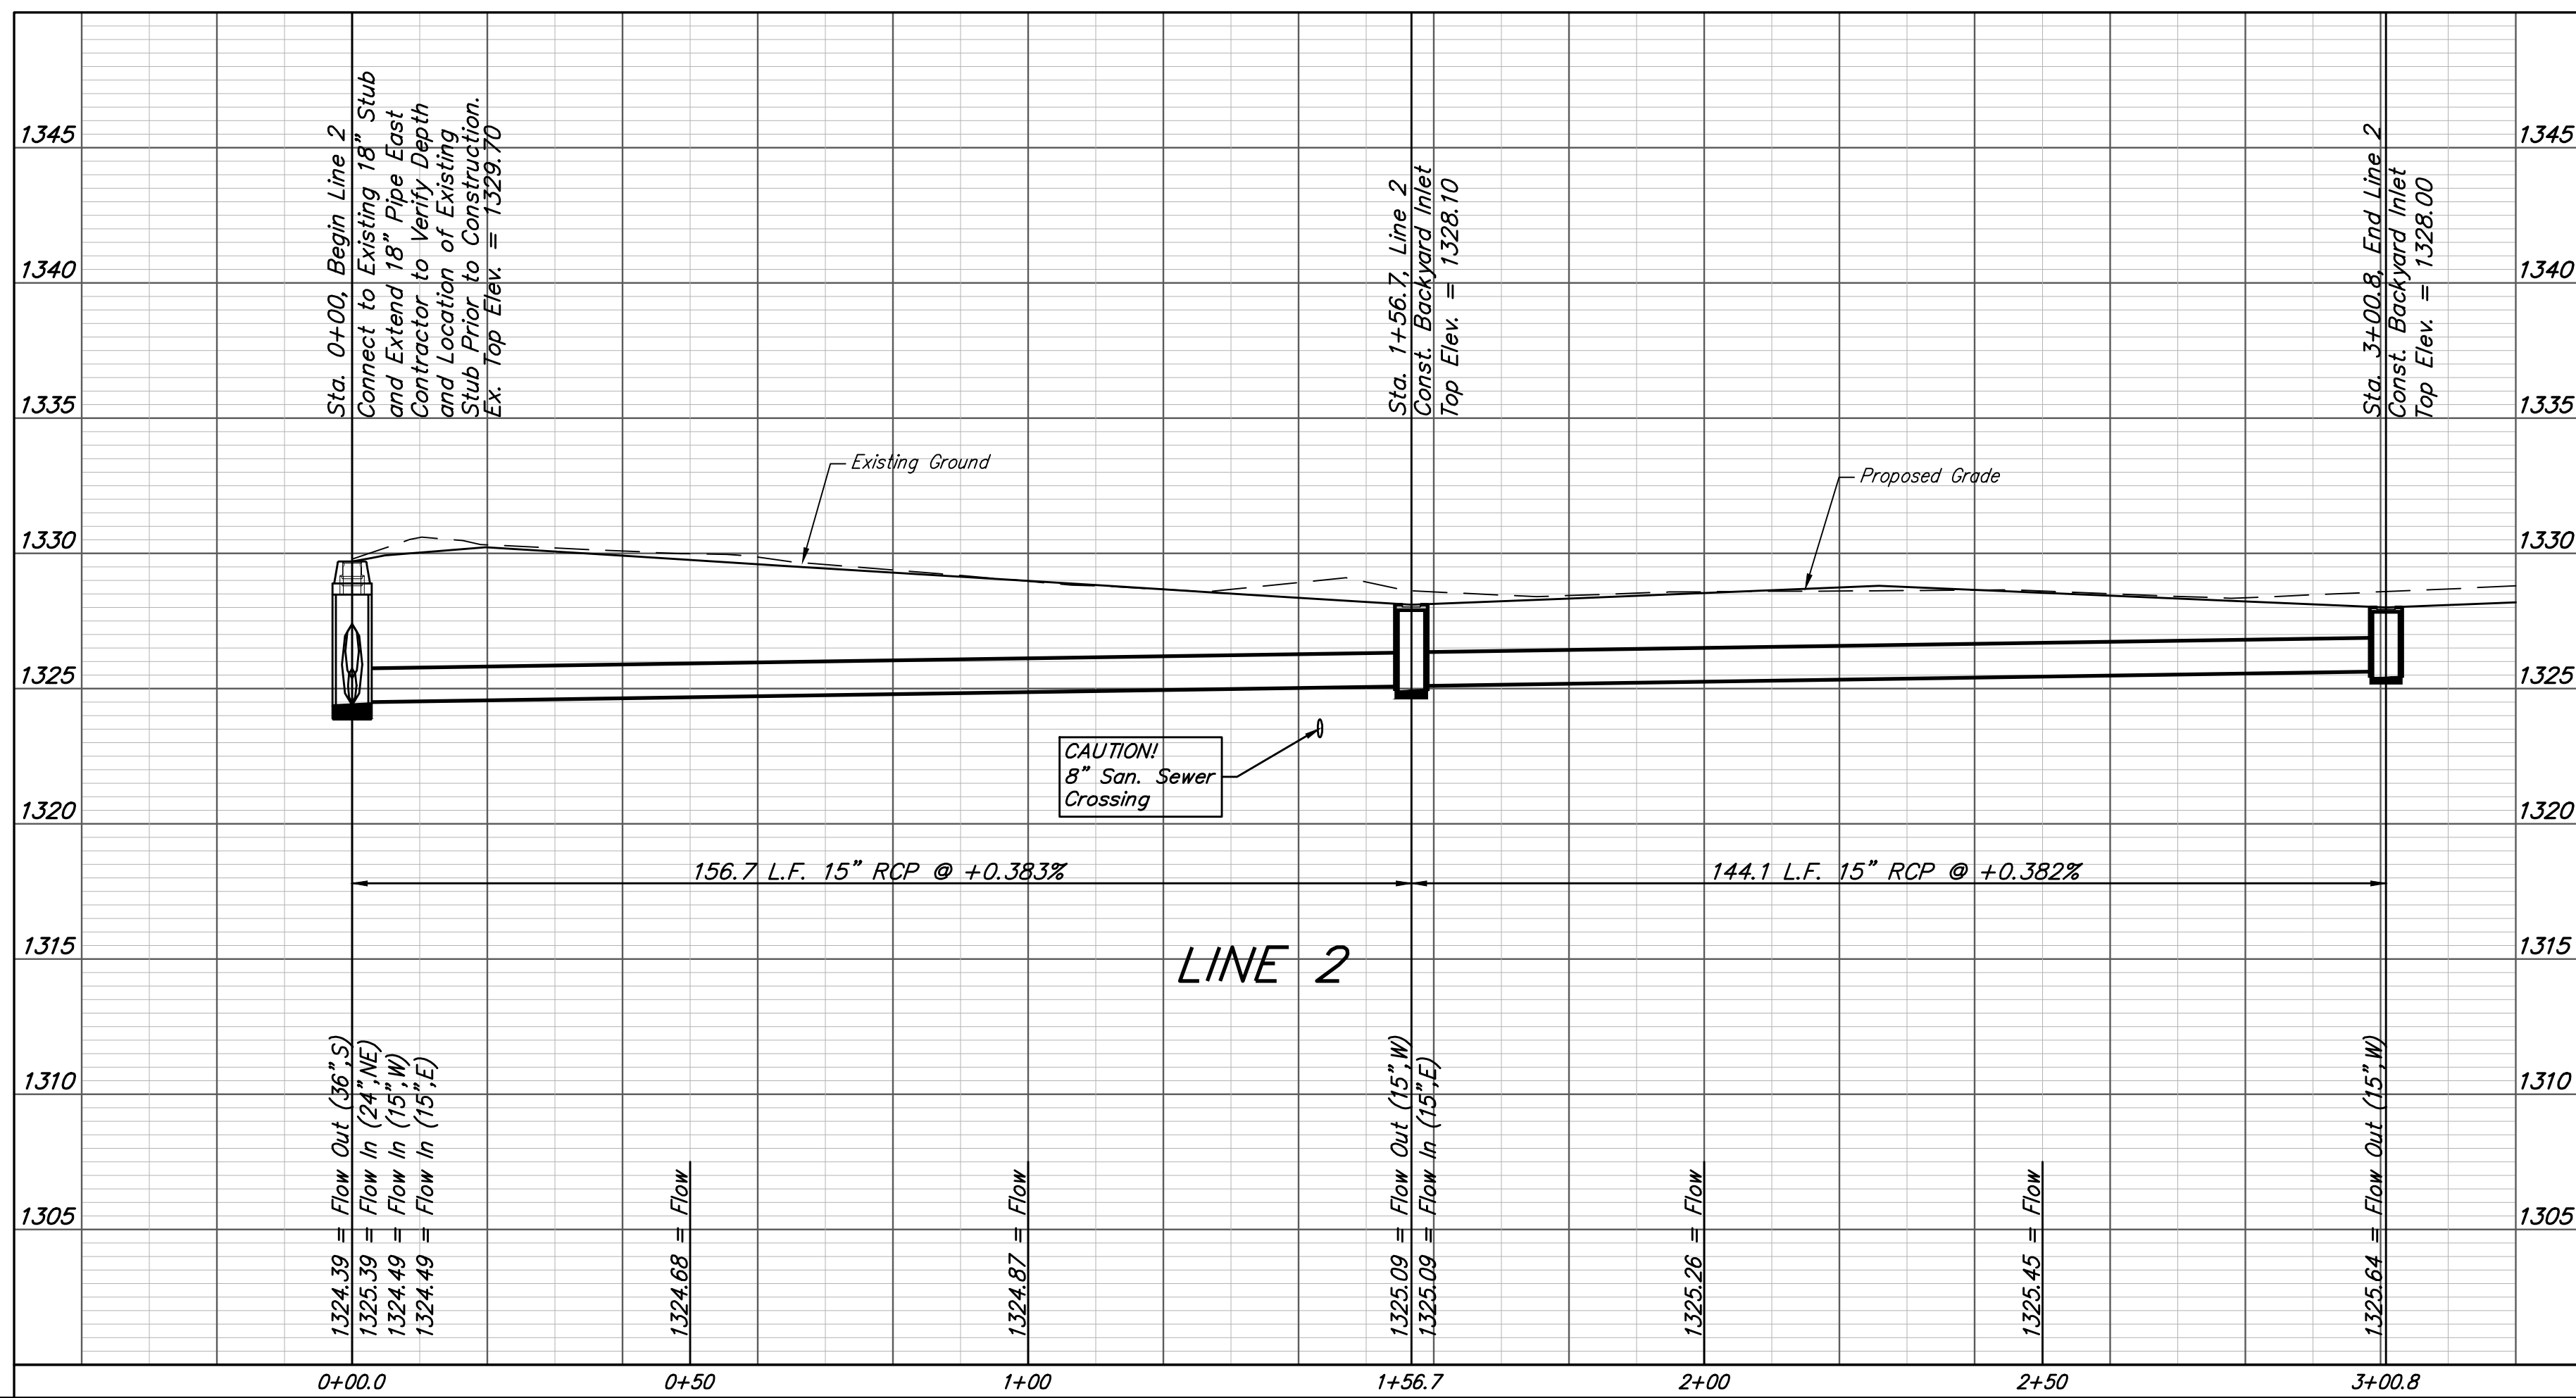 Sta. 0+00, Begin Line 2
Connect to Existing 18" Stub
and Extend 18" Pipe East
Contractor to Verify Depth
and Location of Existing
Stub Prior to Construction.
Ex. Top Elev. = 1329.70
Sta. 1+56.7, Line 2
Const. Backyard Inlet
Top Elev. = 1328.10
Sta. 3+00.8, End Line 2
Const. Backyard Inlet
Top Elev. = 1328.00
1345
1345
1340
1340
1335
1335
Existing Ground
Proposed Grade
1330
1330
1325
1325
CAUTION!
8" San. Sewer
Crossing
1320
1320
156.7 L.F. 15" RCP @ +0.383%
144.1 L.F. 15" RCP @ +0.382%
1315
1315
LINE 2
1310
1310
1305
1305
1324.39 = Flow Out (36",S)
1325.39 = Flow In (24",NE)
1324.49 = Flow In (15",W)
1324.49 = Flow In (15",E)
1324.68 = Flow
1324.87 = Flow
1325.09 = Flow Out (15",W)
1325.09 = Flow In (15",E)
1325.26 = Flow
1325.45 = Flow
1325.64 = Flow Out (15",W)
0+00.0
0+50
1+00
1+56.7
2+00
2+50
3+00.8